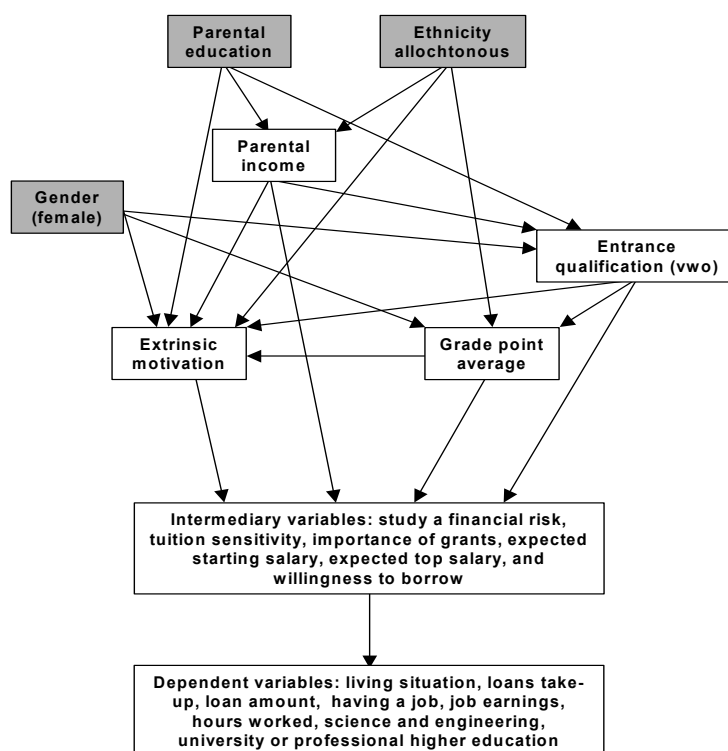 Parental
education
Ethnicity
allochtonous
Parental
income
Gender
(female)
Entrance
qualification (vwo)
Extrinsic
motivation
Grade point
average
Intermediary variables: study a financial risk,
tuition sensitivity, importance of grants, expected
starting salary, expected top salary, and
willingness to borrow
Dependent variables: living situation, loans take-
up, loan amount, having a job, job earnings,
hours worked, science and engineering,
university or professional higher education